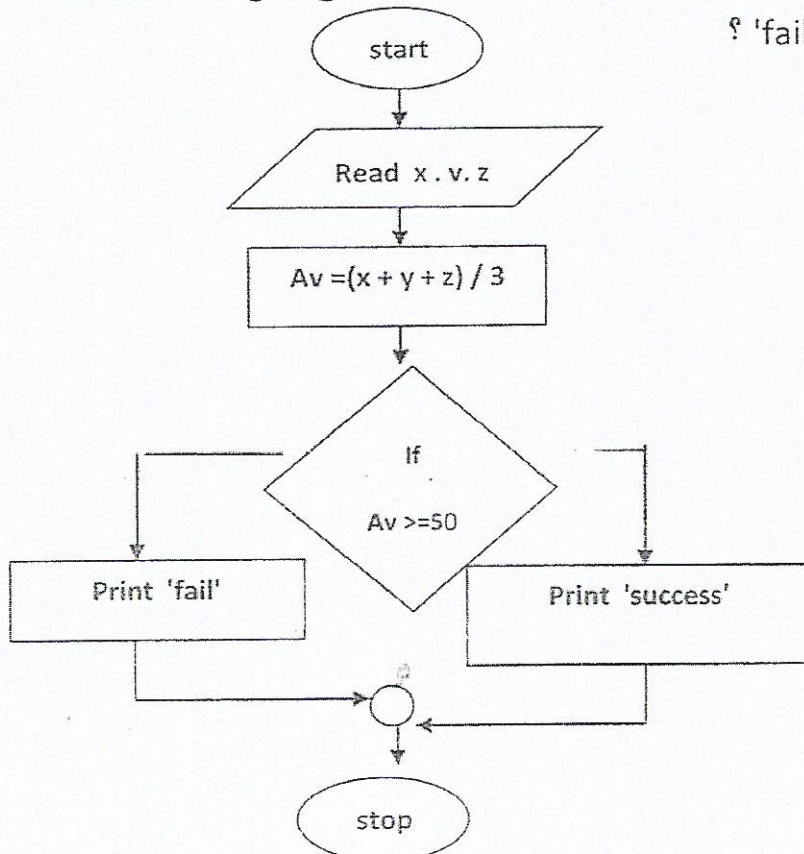 ؟ 'fail
start
Read x . v. z
Av =(x + y + z) / 3
If
Av >=50
Print 'fail'
Print 'success'
stop